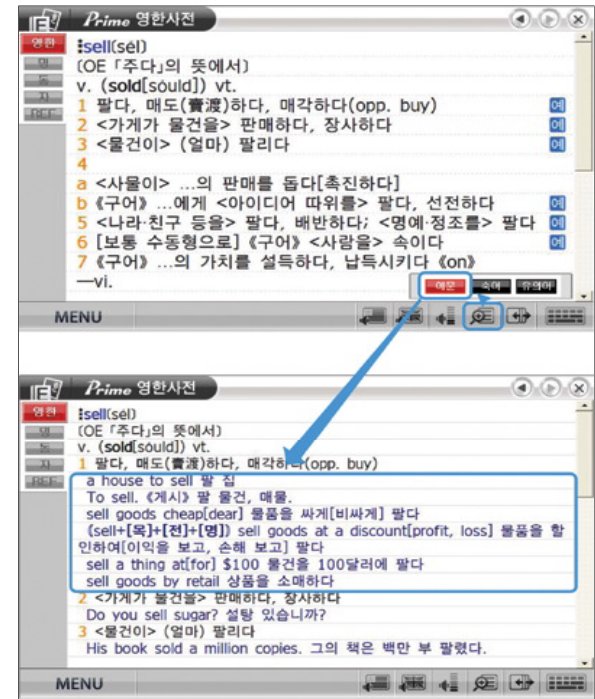 Prime 영한사전
영한
sell(sél)
(OE 「주다」의 뜻에서)
v. (sold[sóuld]) vt.
1 팔다, 매도(賣渡)하다, 매각하다(opp. buy) 예
2 <가게가 물건을> 판매하다, 장사하다 예
3 <물건이> (얼마) 팔리다 예
4
a <사물이> …의 판매를 돕다[촉진하다]
b 《구어》 …에게 <아이디어 따위를> 팔다, 선전하다 예
5 <나라·친구 등을> 팔다, 배반하다; <명예·정조를> 팔다 예
6 [보통 수동형으로] 《구어》 <사람을> 속이다 예
7 《구어》 …의 가치를 설득하다, 납득시키다 《on》
—vi.
예문 숙어 유의어
MENU
Prime 영한사전
영한
sell(sél)
(OE 「주다」의 뜻에서)
v. (sold[sóuld]) vt.
1 팔다, 매도(賣渡)하다, 매각하다(opp. buy)
a house to sell 팔 집
To sell. 《게시》 팔 물건, 매물.
sell goods cheap[dear] 물품을 싸게[비싸게] 팔다
(sell+[목]+[전]+[명]) sell goods at a discount[profit, loss] 물품을 할
인하여[이익을 보고, 손해 보고] 팔다
sell a thing at[for] $100 물건을 100달러에 팔다
sell goods by retail 상품을 소매하다
2 <가게가 물건을> 판매하다, 장사하다
Do you sell sugar? 설탕 있습니까?
3 <물건이> (얼마) 팔리다
His book sold a million copies. 그의 책은 백만 부 팔렸다.
MENU